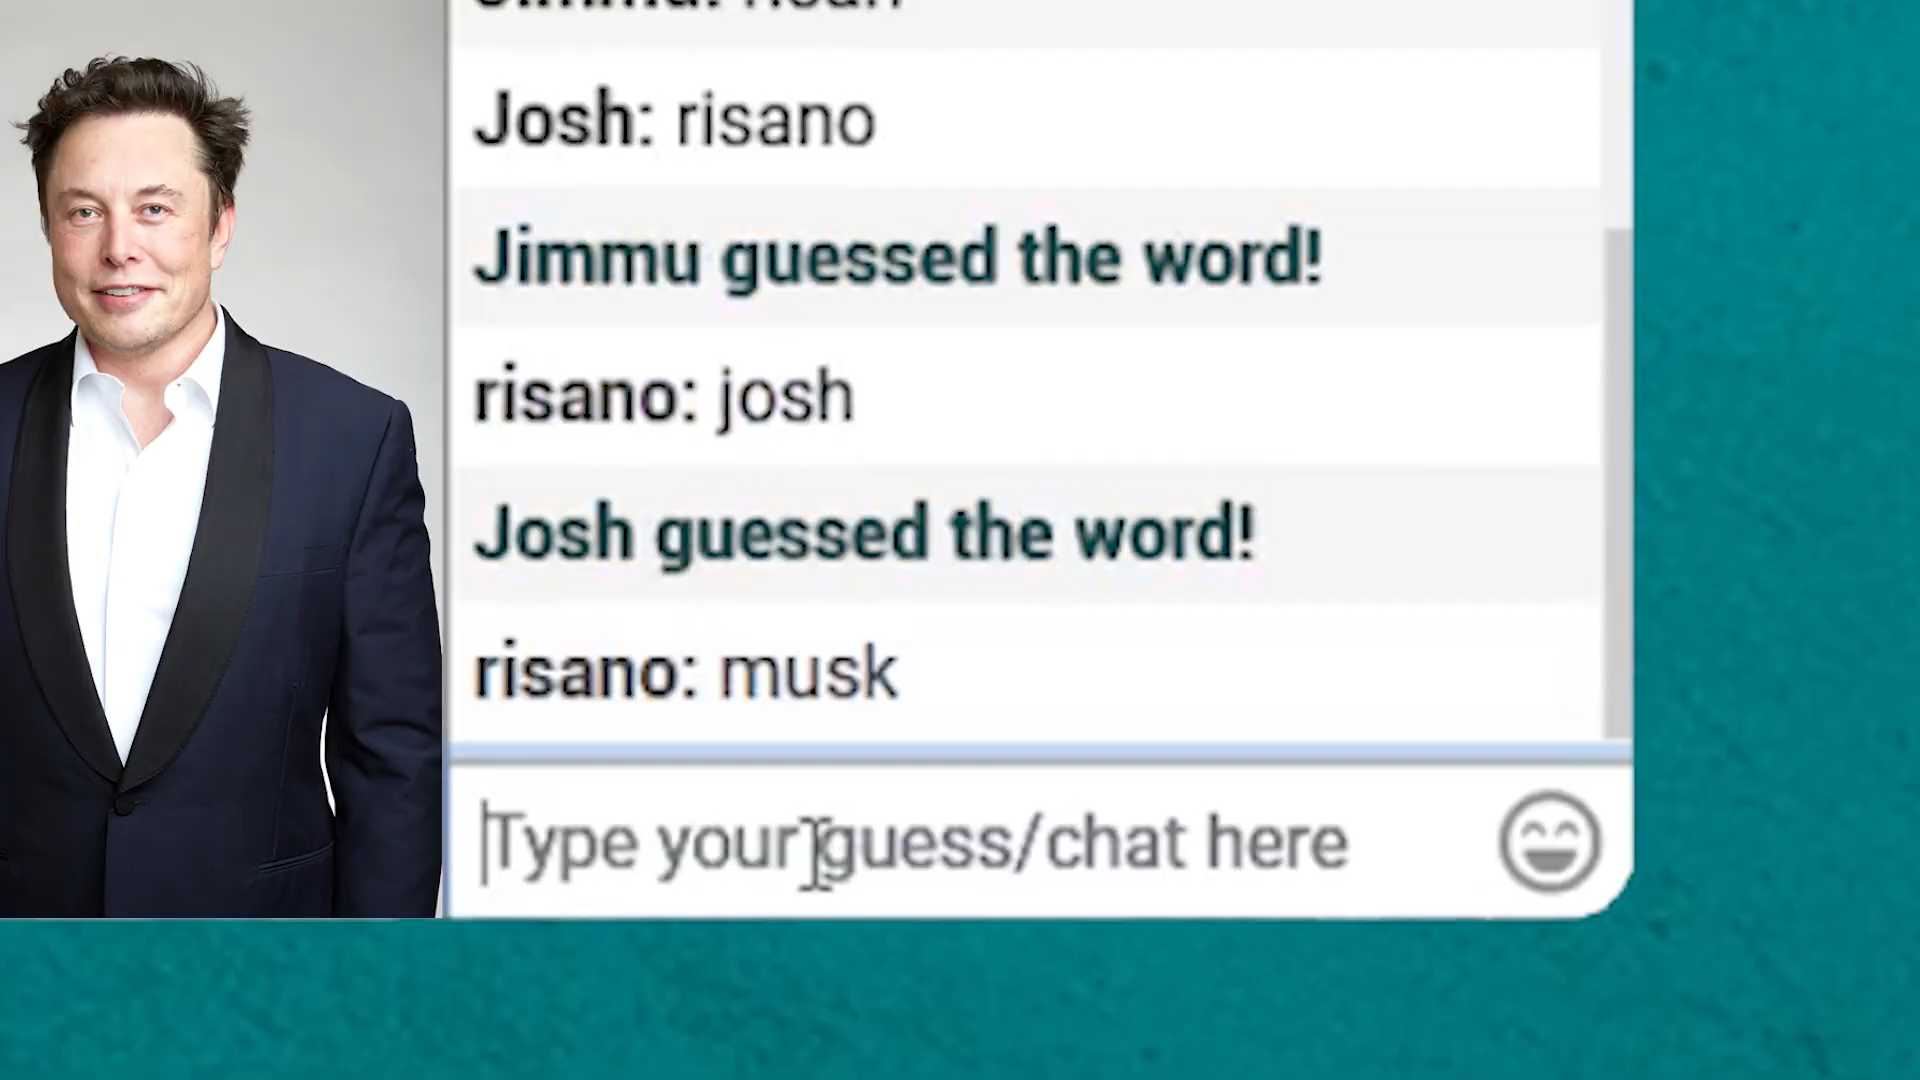 Josh: risano
Jimmu guessed the word!
risano: josh
Josh guessed the word!
risano: musk
Type your guess/chat here